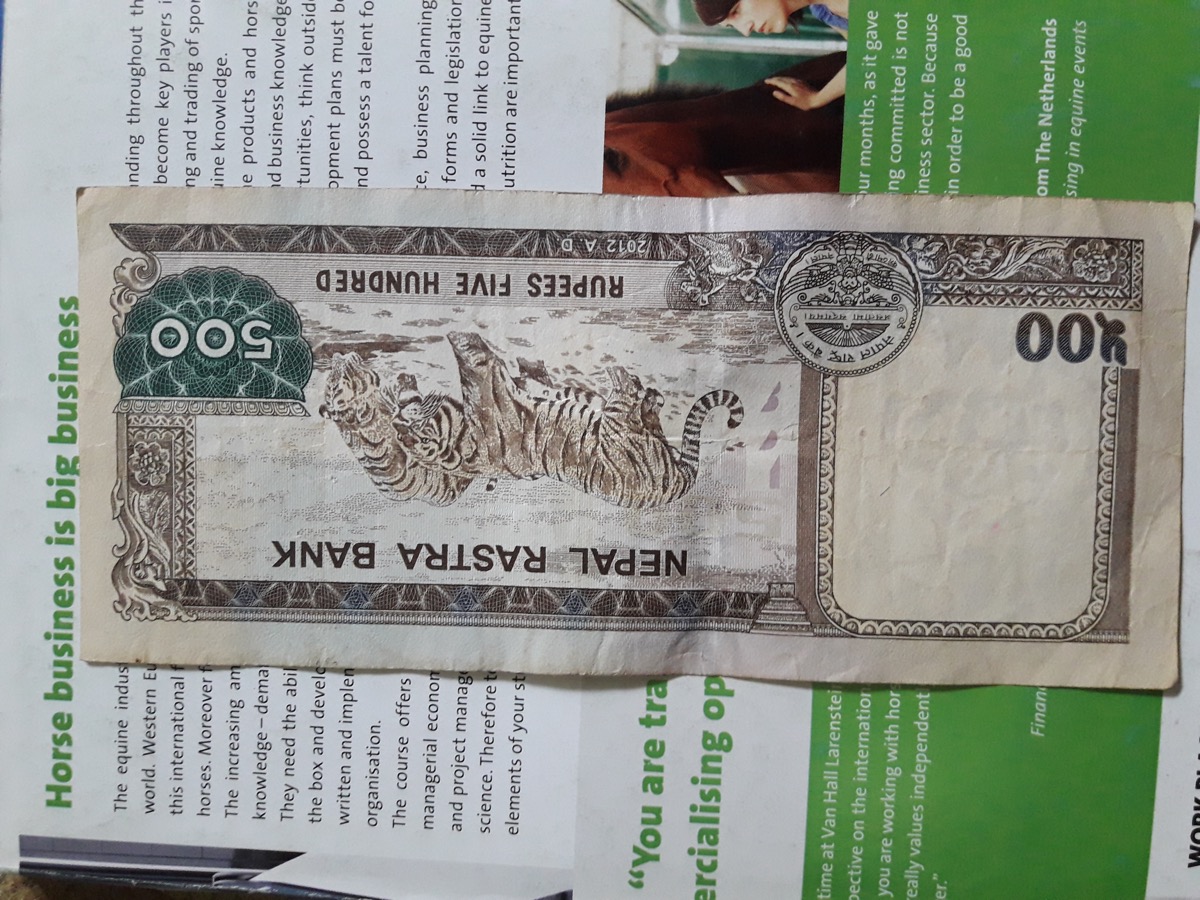 Horse business is big business
The equine indus
world. Western Eu
this international f
horses. Moreover f
The increasing am
knowledge – dema
They need the abil
the box and develo
written and implen
organisation.
The course offers
managerial econom
and project manag
science. Therefore t
elements of your st
nding throughout th
become key players i
ng and trading of spor
uine knowledge.
e products and hors
d business knowledge
rtunities, think outside
opment plans must be
nd possess a talent fo
ce, business planning
forms and legislation
d a solid link to equine
utrition are important
500
NEPAL RASTRA BANK
RUPEES FIVE HUNDRED
2012 A.D.
नेपाल राष्ट्र बैंक
५00
“You are tra
ercialising op
time at Van Hall Larenstei
pective on the internation
you are working with hor
really values independent
er.”
our months, as it gave
ng committed is not
iness sector. Because
in order to be a good
Finan
om The Netherlands
sing in equine events